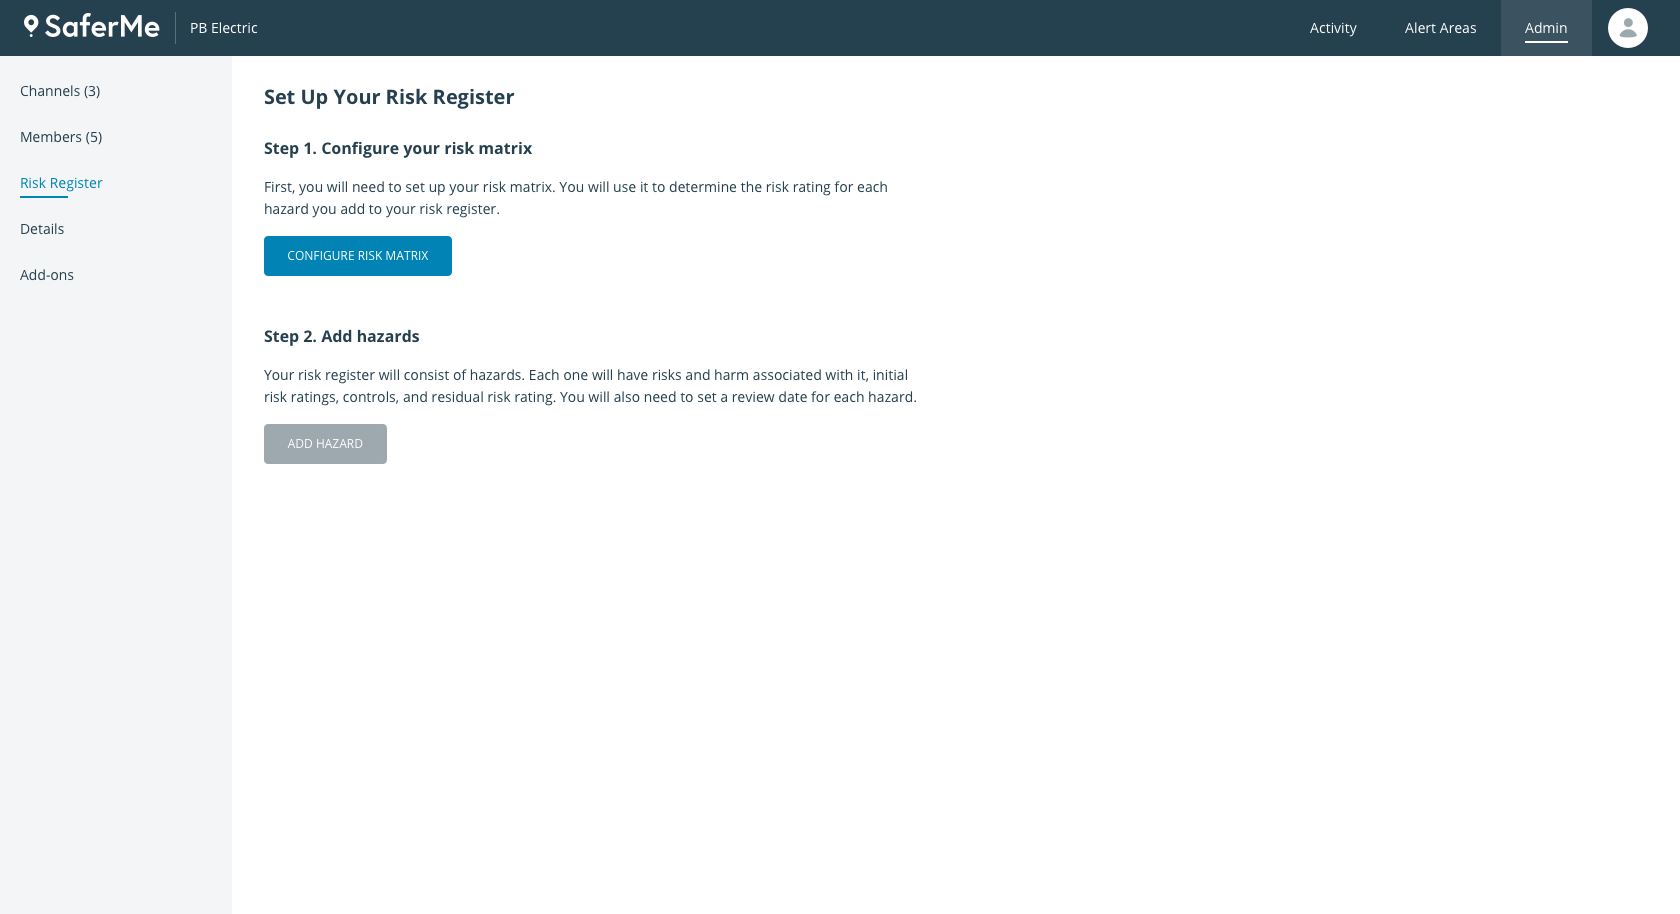 SaferMe
PB Electric
Activity
Alert Areas
Admin
Channels (3)
Members (5)
Risk Register
Details
Add-ons
Set Up Your Risk Register
Step 1. Configure your risk matrix
First, you will need to set up your risk matrix. You will use it to determine the risk rating for each
hazard you add to your risk register.
CONFIGURE RISK MATRIX
Step 2. Add hazards
Your risk register will consist of hazards. Each one will have risks and harm associated with it, initial
risk ratings, controls, and residual risk rating. You will also need to set a review date for each hazard.
ADD HAZARD